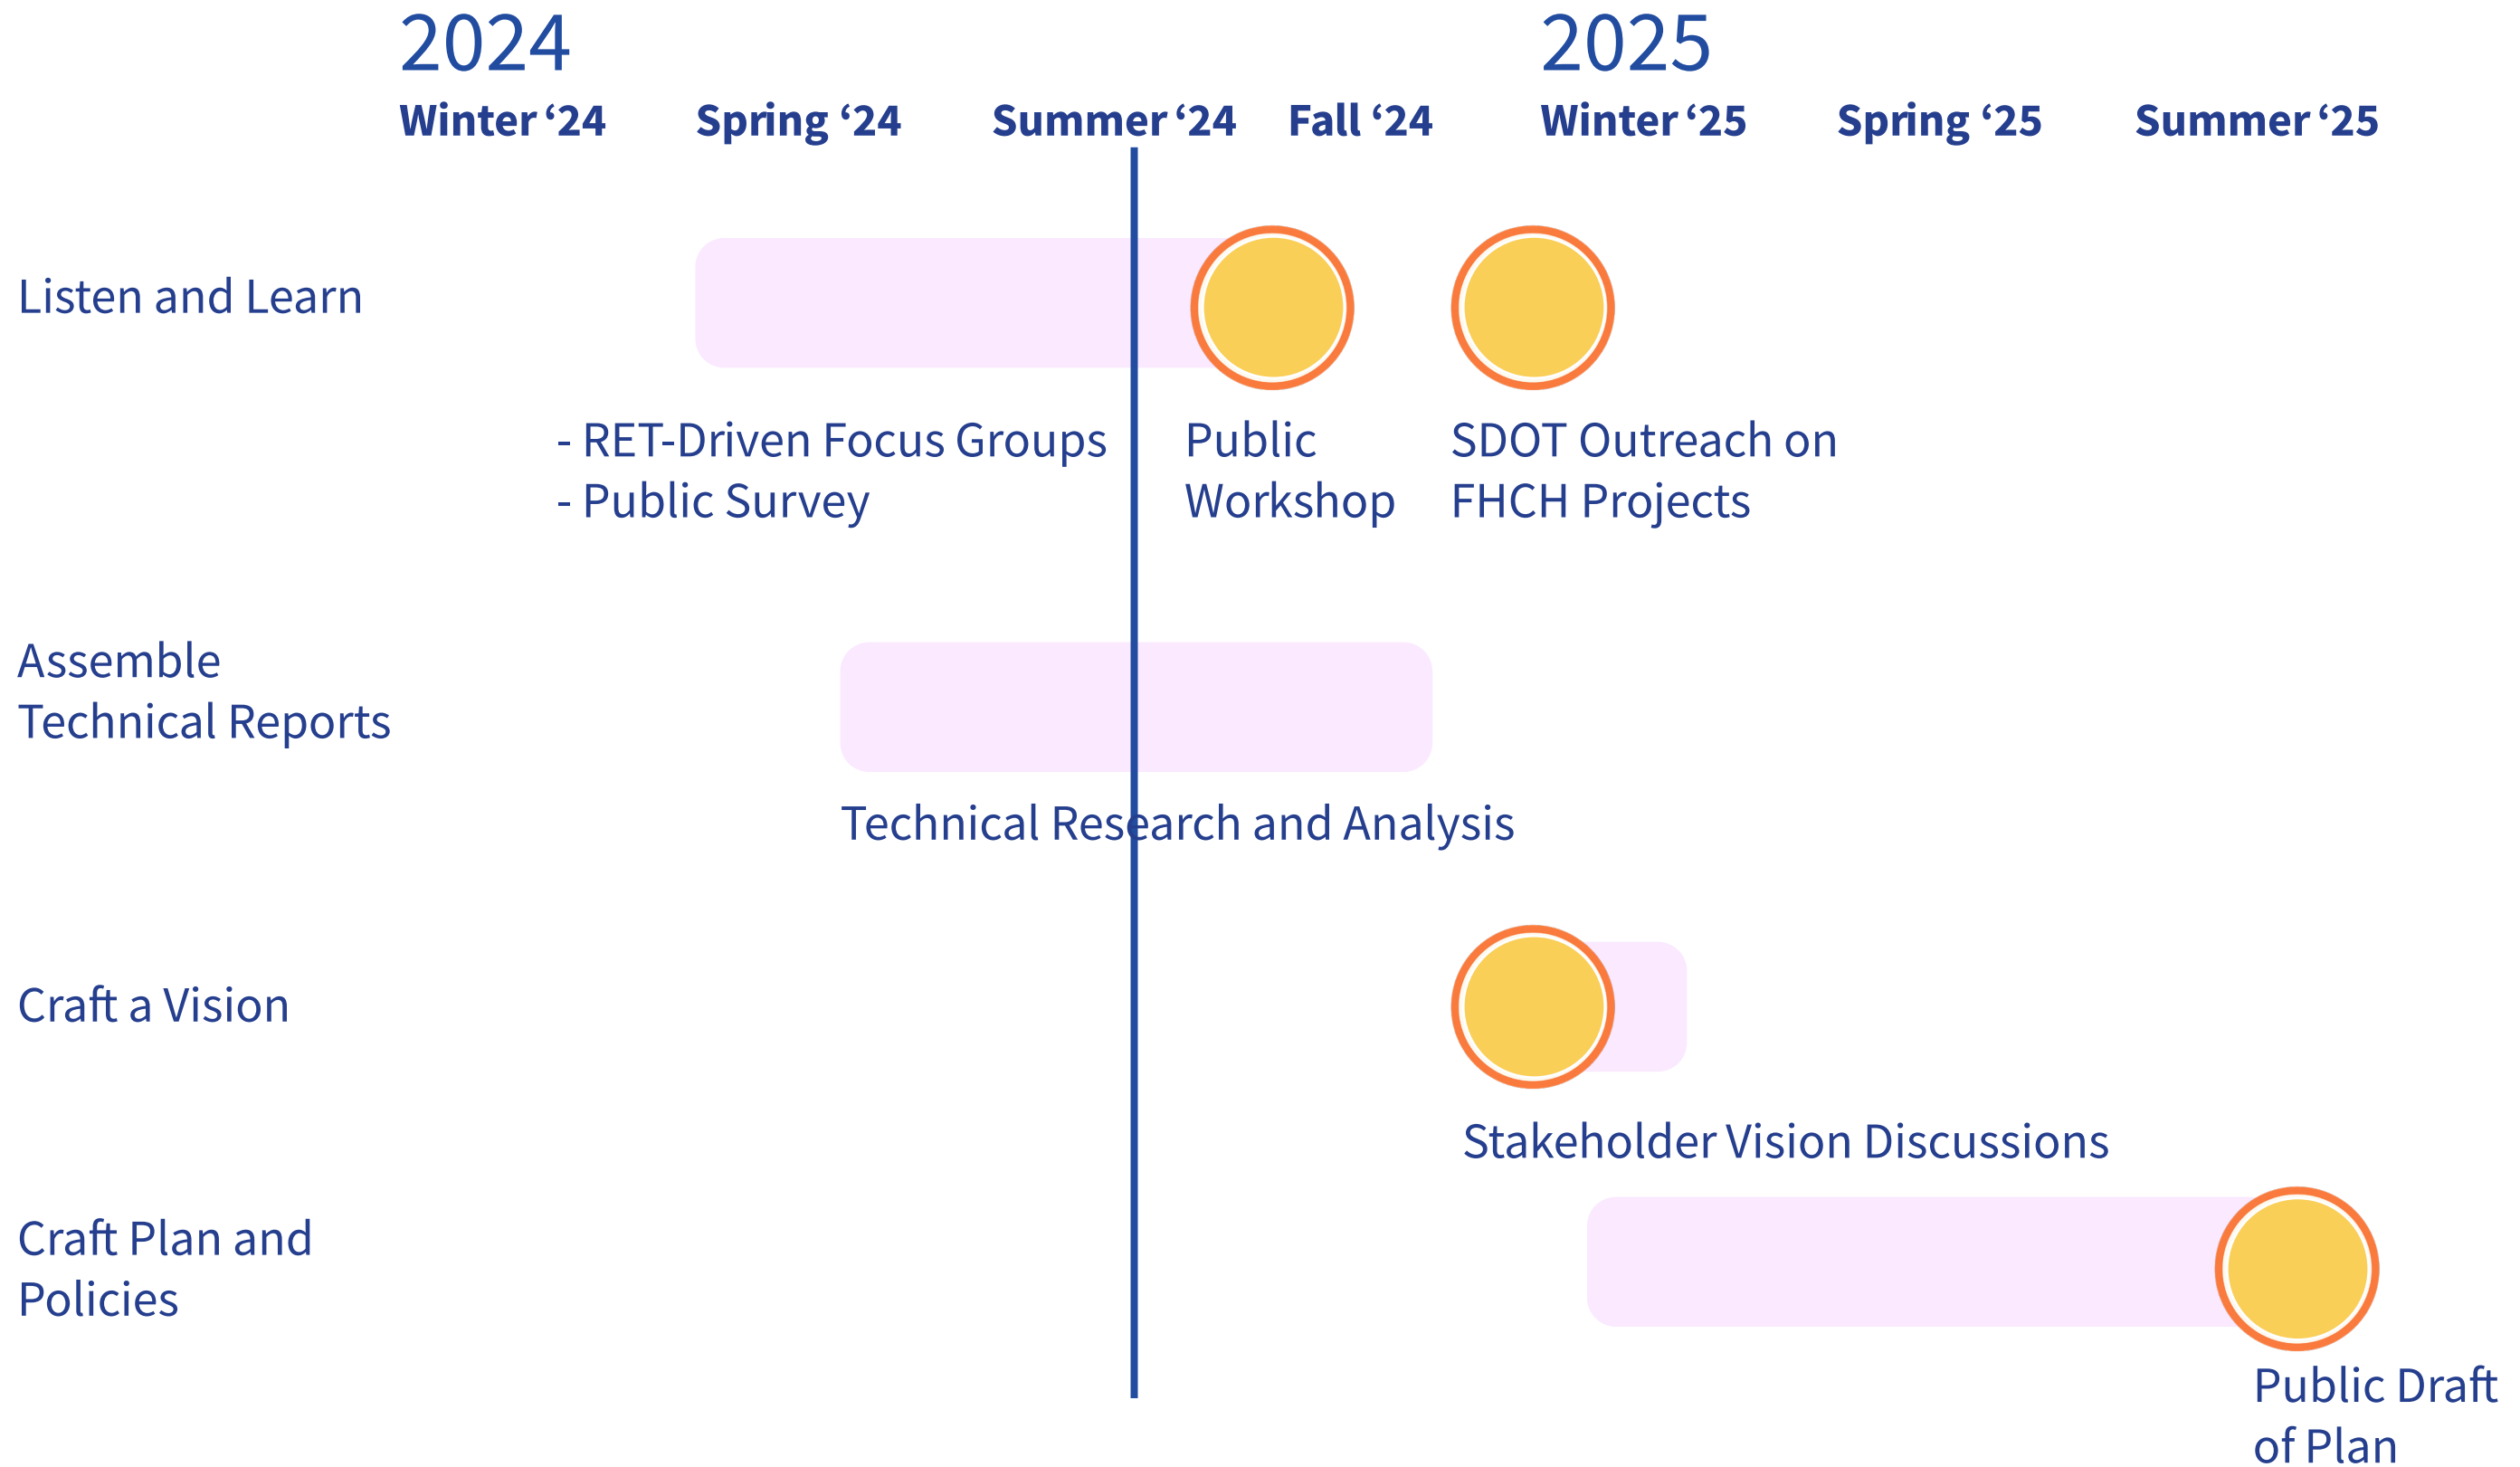 2024
2025
Winter ‘24
Spring ‘24
Summer ‘24
Fall ‘24
Winter ‘25
Spring ‘25
Summer‘25
Listen and Learn
- RET-Driven Focus Groups
- Public Survey
Public
Workshop
SDOT Outreach on
FHCH Projects
Assemble
Technical Reports
Technical Research and Analysis
Craft a Vision
Stakeholder Vision Discussions
Craft Plan and
Policies
Public Draft
of Plan